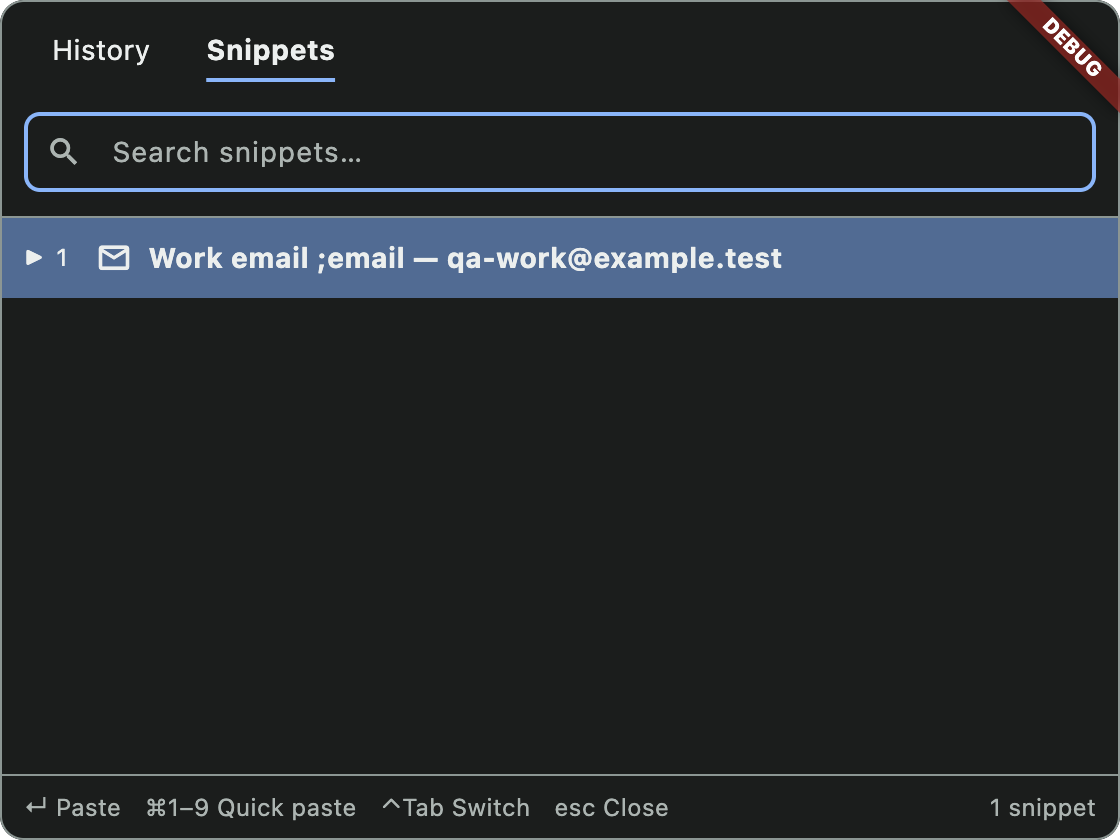 History Snippets
DEBUG
Search snippets...
1 Work email ;email — qa-work@example.test
↵ Paste ⌘1–9 Quick paste ^Tab Switch esc Close 1 snippet